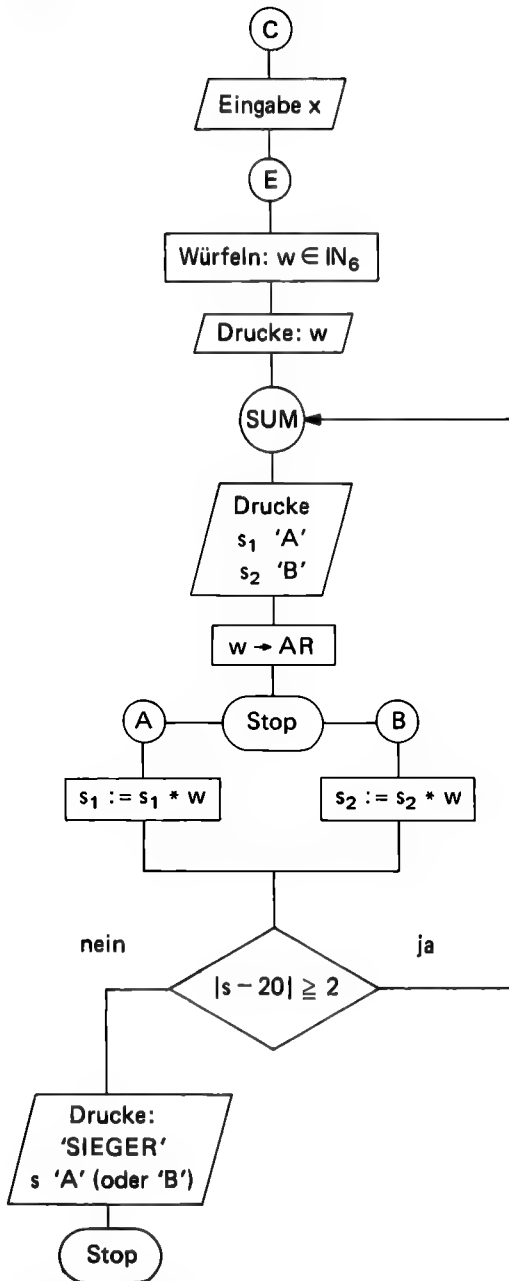 C
Eingabe x
E
Würfeln: w ∈ IN₆
Drucke: w
SUM
Drucke
s₁ 'A'
s₂ 'B'
w → AR
A
Stop
B
s₁ := s₁ * w
s₂ := s₂ * w
nein
ja
|s − 20| ≧ 2
Drucke:
'SIEGER'
s 'A' (oder 'B')
Stop